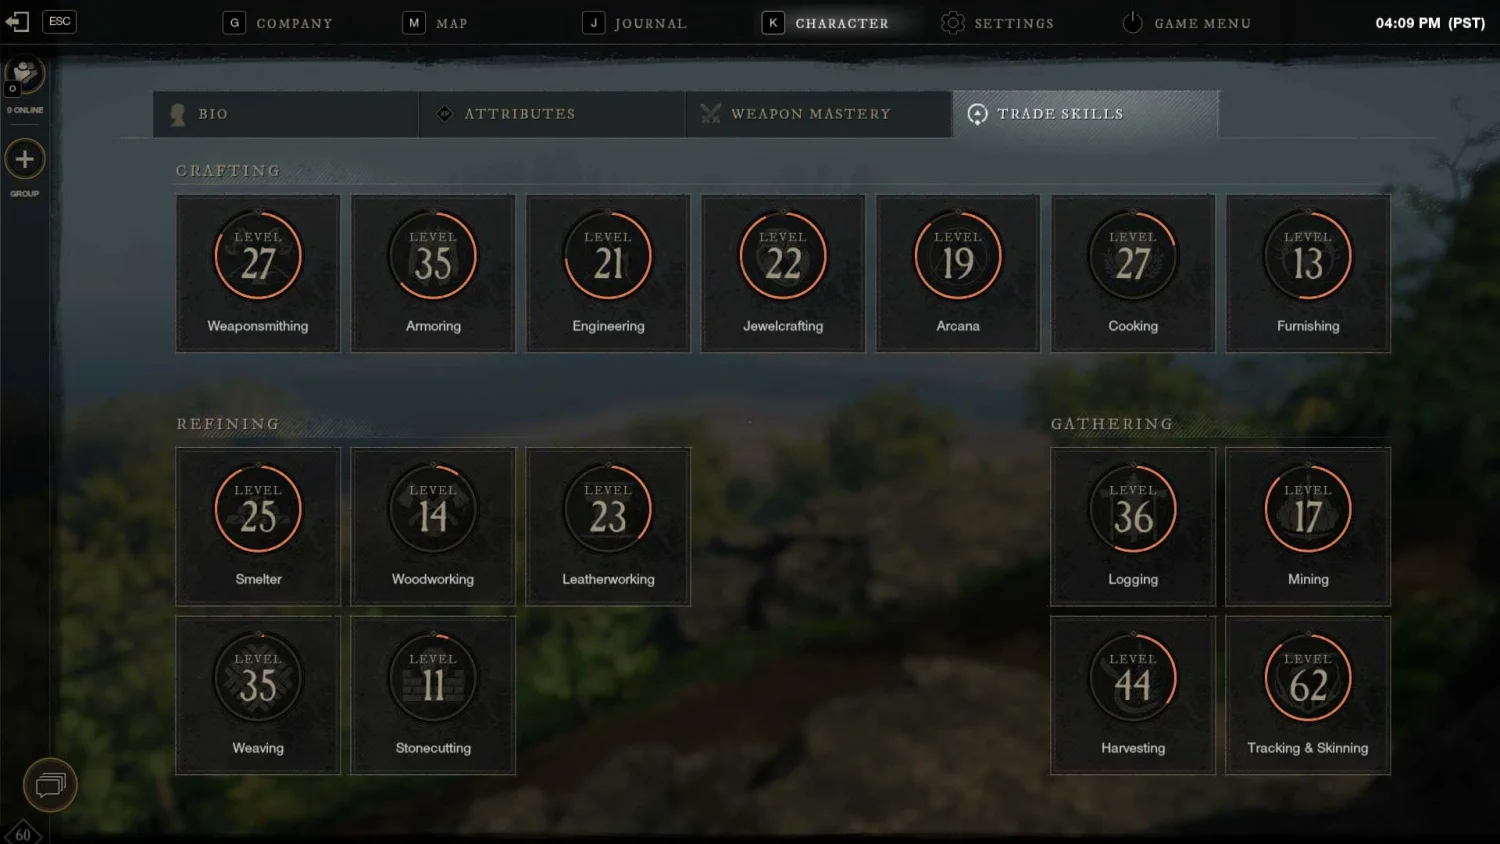 ESC
G COMPANY
M MAP
J JOURNAL
K CHARACTER
SETTINGS
GAME MENU
04:09 PM (PST)
O
0 ONLINE
GROUP
BIO
XP ATTRIBUTES
WEAPON MASTERY
TRADE SKILLS
CRAFTING
LEVEL
27
Weaponsmithing
LEVEL
35
Armoring
LEVEL
21
Engineering
LEVEL
22
Jewelcrafting
LEVEL
19
Arcana
LEVEL
27
Cooking
LEVEL
13
Furnishing
REFINING
LEVEL
25
Smelter
LEVEL
14
Woodworking
LEVEL
23
Leatherworking
LEVEL
35
Weaving
LEVEL
11
Stonecutting
GATHERING
LEVEL
36
Logging
LEVEL
17
Mining
LEVEL
44
Harvesting
LEVEL
62
Tracking & Skinning
60